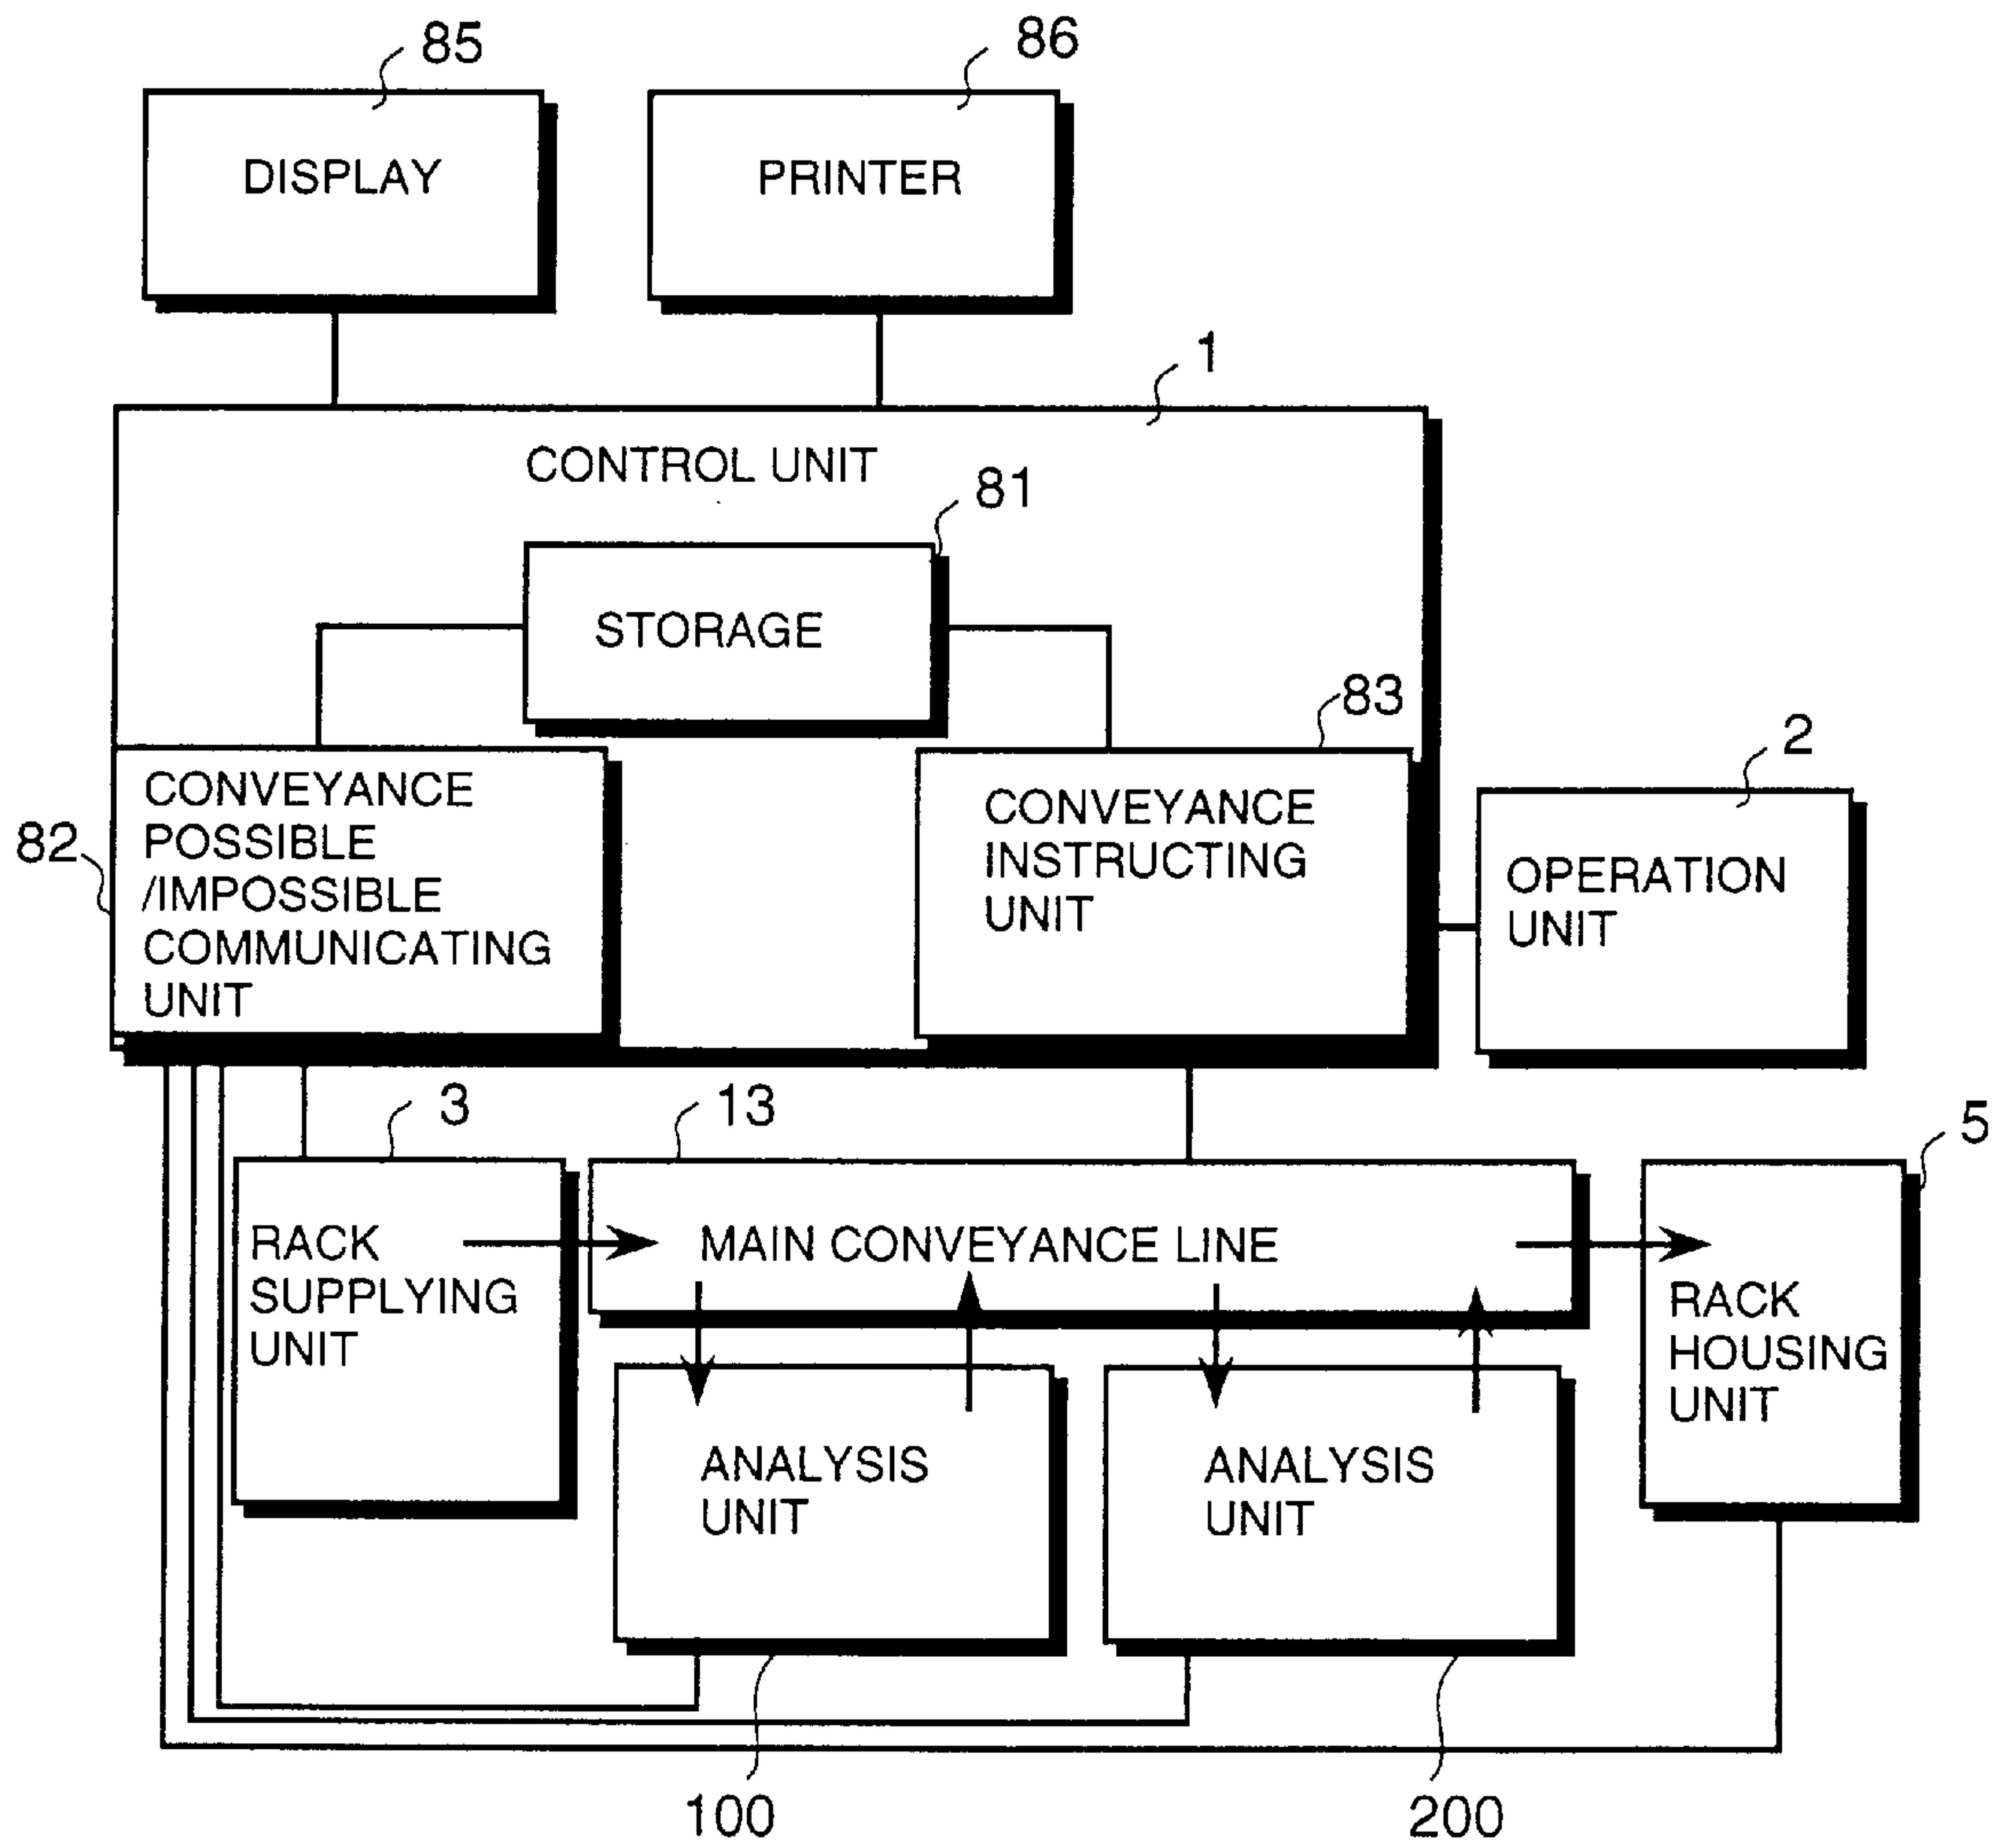 85
86
DISPLAY
PRINTER
1
CONTROL UNIT
81
STORAGE
83
2
82
CONVEYANCE
POSSIBLE
/IMPOSSIBLE
COMMUNICATING
UNIT
CONVEYANCE
INSTRUCTING
UNIT
OPERATION
UNIT
3
13
5
RACK
SUPPLYING
UNIT
MAIN CONVEYANCE LINE
RACK
HOUSING
UNIT
ANALYSIS
UNIT
ANALYSIS
UNIT
100
200